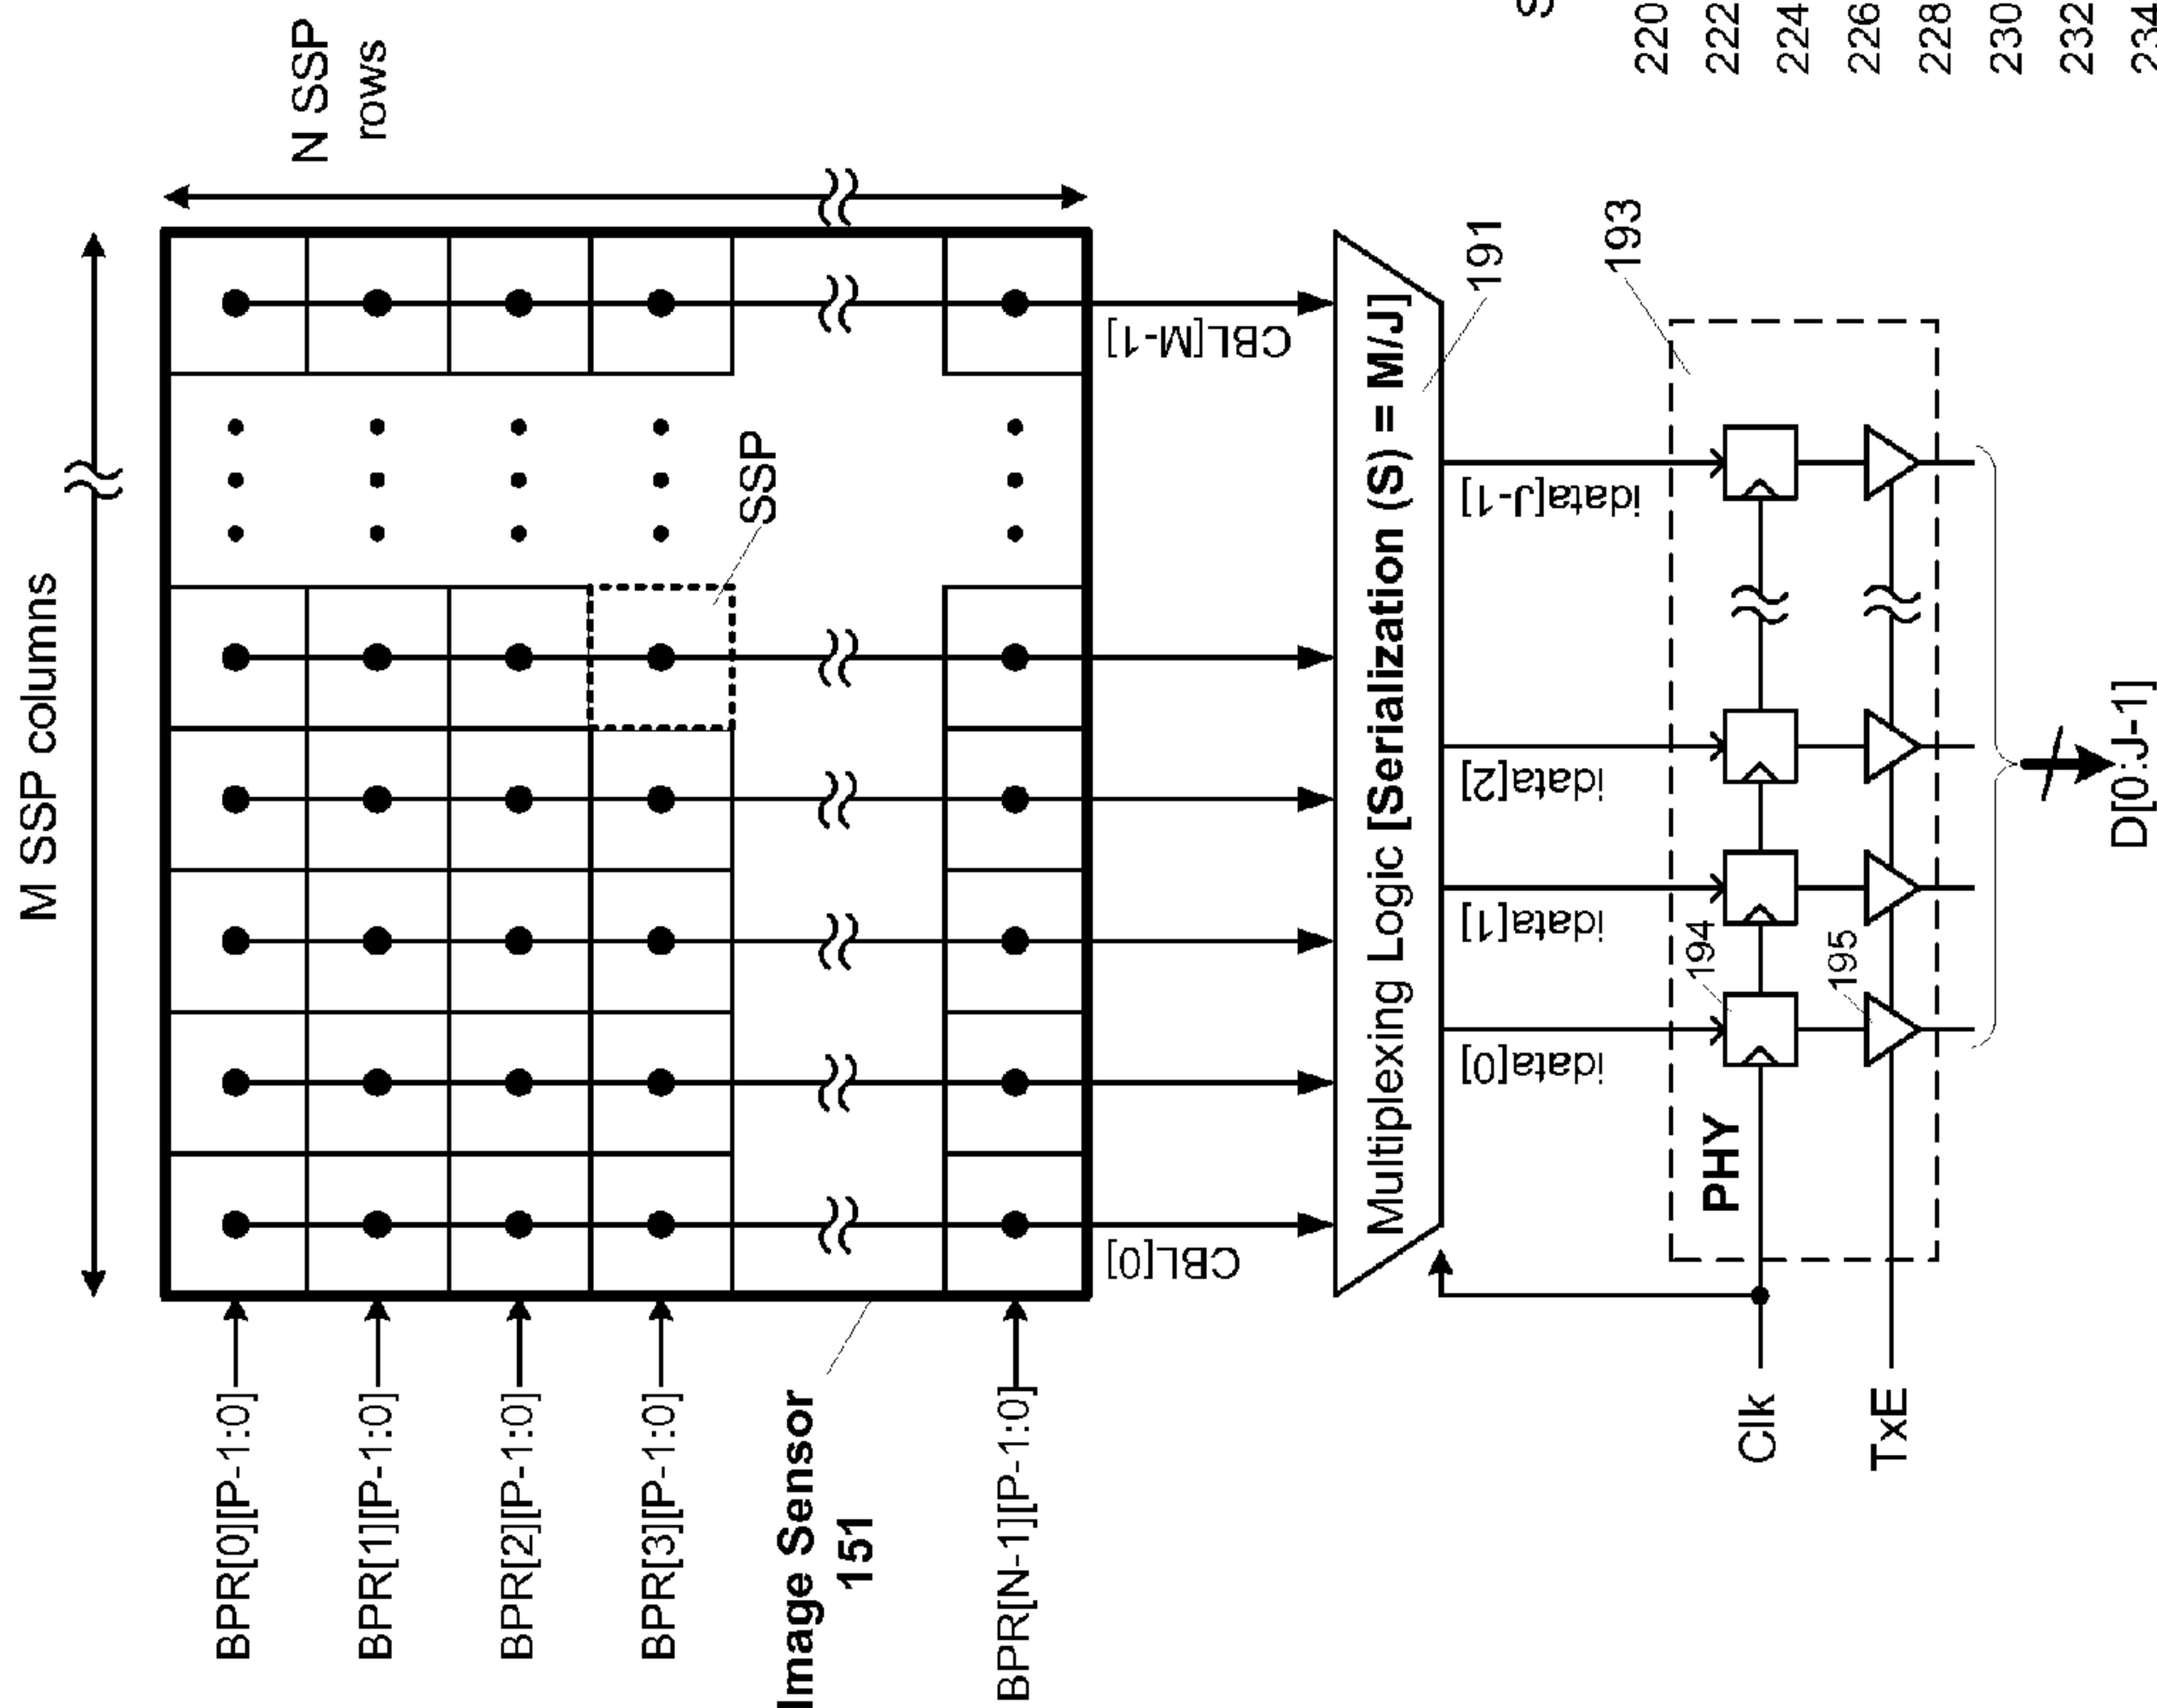 M SSP columns
N SSP
rows
BPR[0][P-1:0]
BPR[1][P-1:0]
BPR[2][P-1:0]
BPR[3][P-1:0]
SSP
Image Sensor
151
BPR[N-1][P-1:0]
CBL[0]
CBL[M-1]
Multiplexing Logic [Serialization (S) = M/J]
191
idata[0]
idata[1]
idata[2]
idata[J-1]
193
PHY
194
195
Clk
TxE
D[0:J-1]
S
220
222
224
226
228
230
232
234